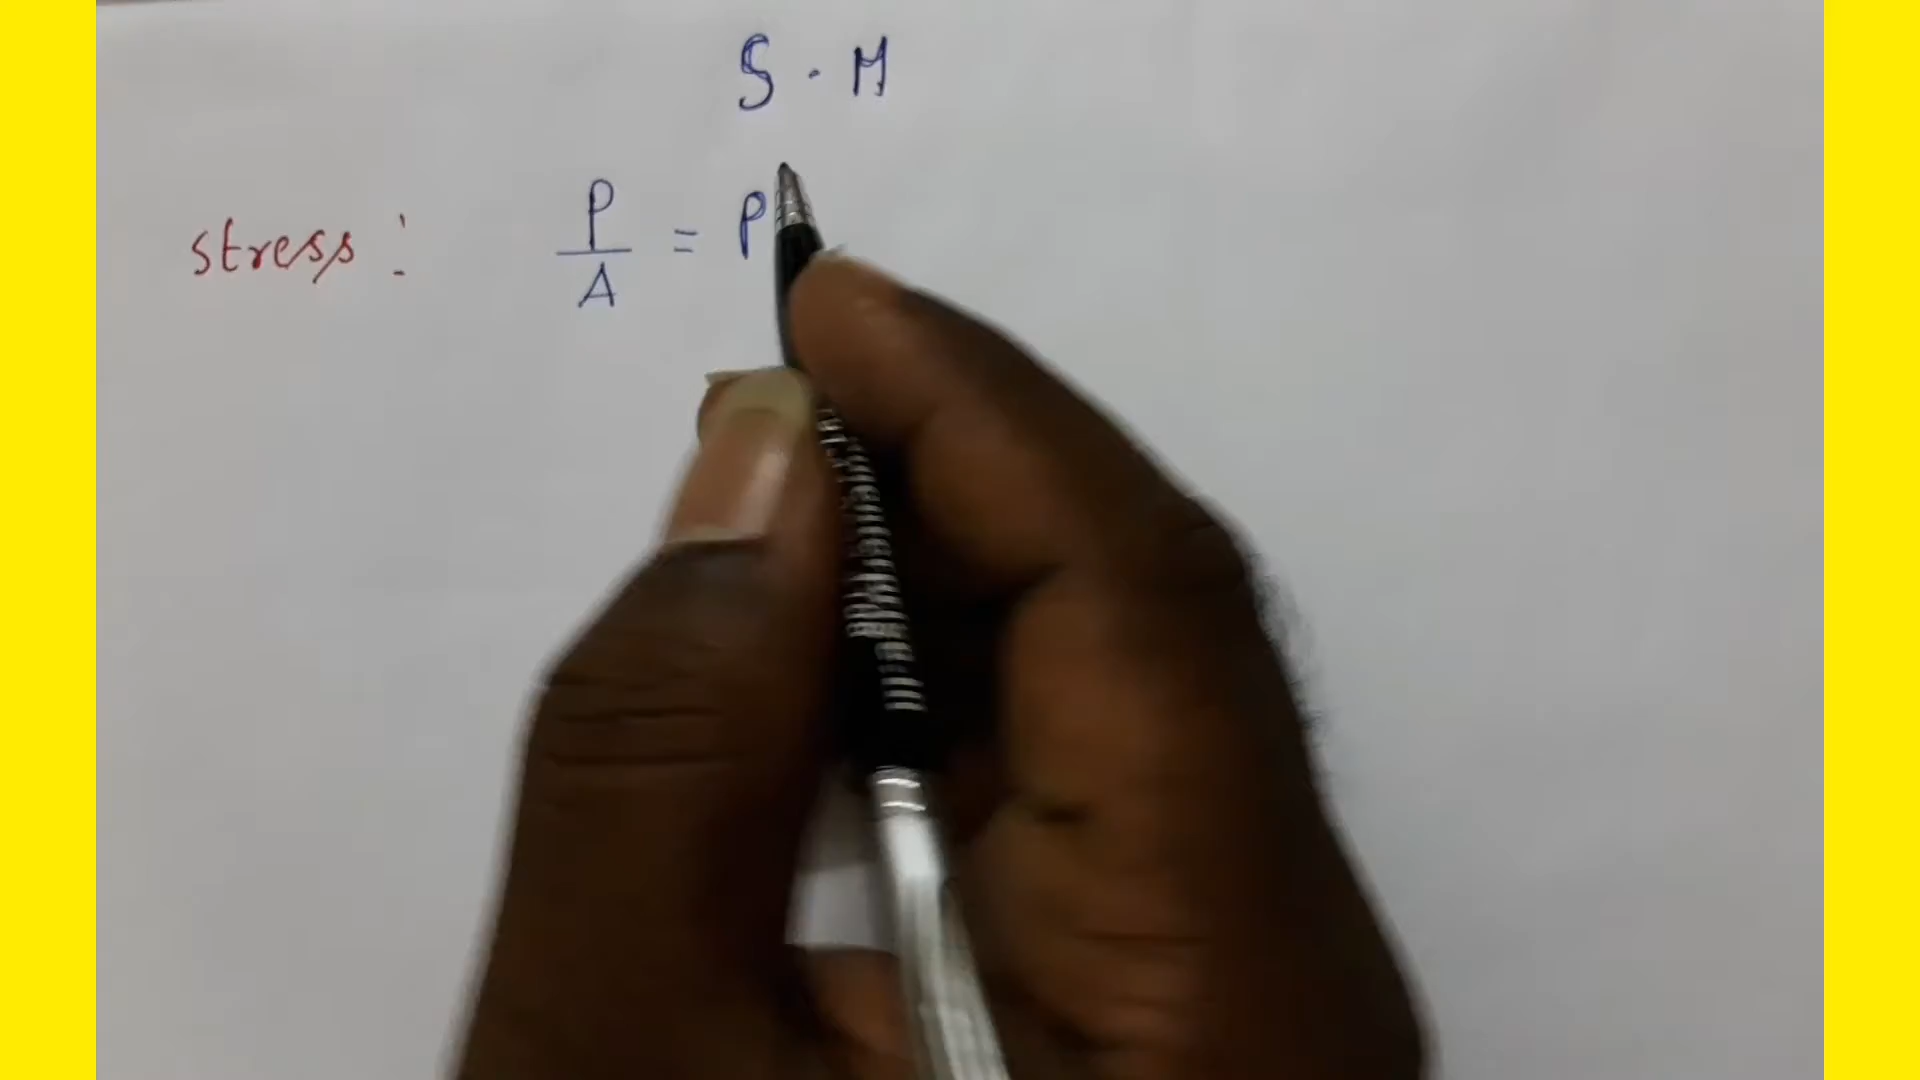 S . M
stress : P/A = P